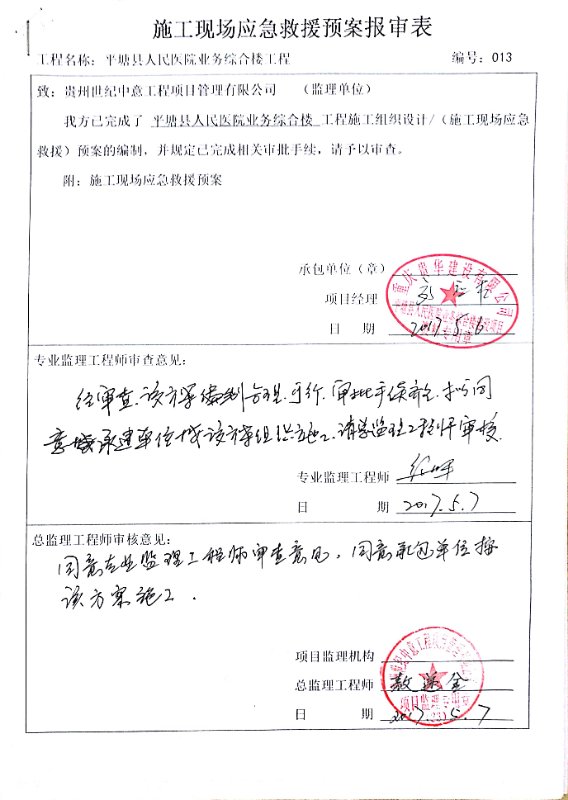 施工现场应急救援预案报审表
工程名称：平塘县人民医院业务综合楼工程 编号：013
致：贵州世纪中意工程项目管理有限公司 （监理单位）
我方已完成了 平塘县人民医院业务综合楼 工程施工组织设计/（施工现场应急
救援）预案的编制，并规定已完成相关审批手续，请予以审查。
附：施工现场应急救援预案
承包单位（章）
重庆贵华建设有限公司
项目经理
日 期 2017.5.6
专业监理工程师审查意见：
经审查，该方案编制合理、可行、审批手续齐全，拟同
意承建单位按该方案组织施工，请总监理工程师审核。
专业监理工程师
日 期 2017.5.7
总监理工程师审核意见：
同意专业监理工程师审查意见，同意承包单位按
该方案施工．
项目监理机构
总监理工程师
日 期 2017.5.7